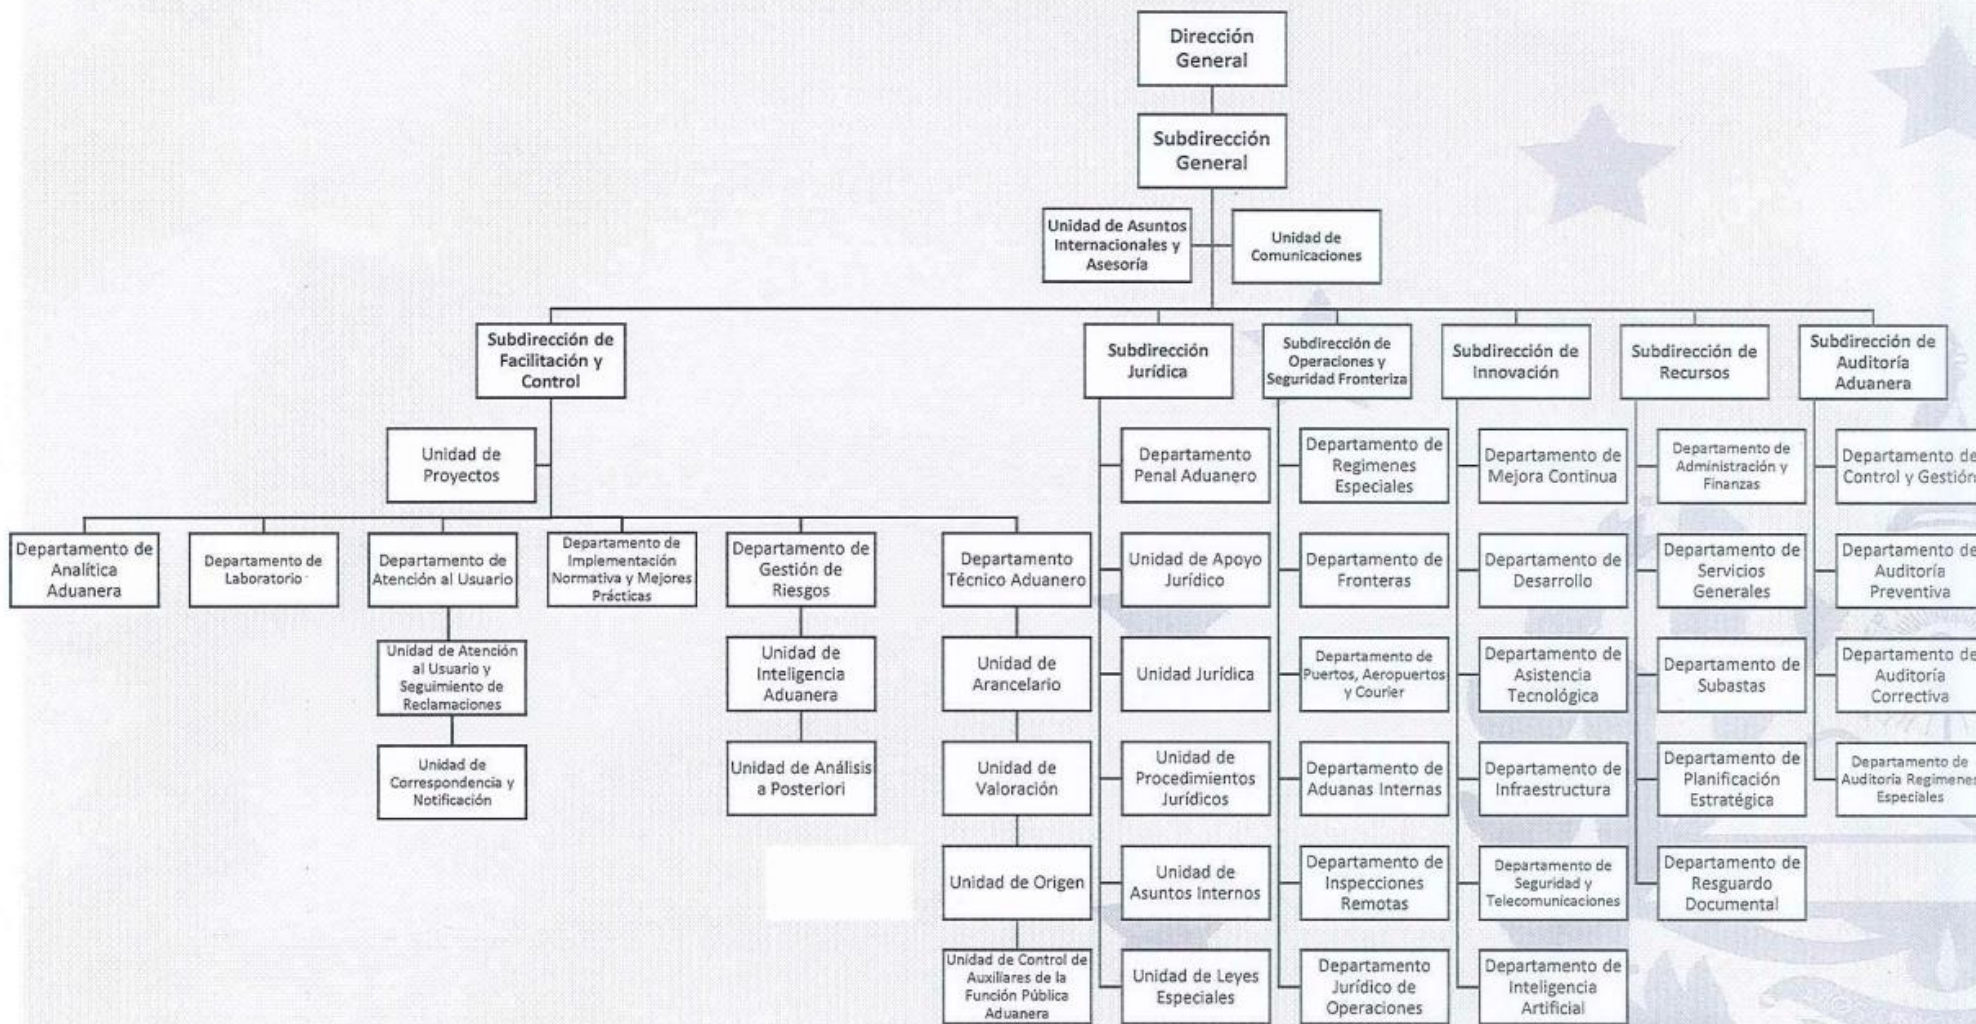 Dirección
General
Subdirección
General
Unidad de Asuntos
Internacionales y
Asesoría
Unidad de
Comunicaciones
Subdirección de
Facilitación y
Control
Subdirección
Jurídica
Subdirección de
Operaciones y
Seguridad Fronteriza
Subdirección de
Innovación
Subdirección de
Recursos
Subdirección de
Auditoría
Aduanera
Unidad de
Proyectos
Departamento de
Analítica
Aduanera
Departamento de
Laboratorio
Departamento de
Atención al Usuario
Departamento de
Implementación
Normativa y Mejores
Prácticas
Departamento de
Gestión de
Riesgos
Departamento
Técnico Aduanero
Unidad de Atención
al Usuario y
Seguimiento de
Reclamaciones
Unidad de
Correspondencia y
Notificación
Unidad de
Inteligencia
Aduanera
Unidad de Análisis
a Posteriori
Unidad de
Arancelario
Unidad de
Valoración
Unidad de Origen
Unidad de Control de
Auxiliares de la
Función Pública
Aduanera
Departamento
Penal Aduanero
Unidad de Apoyo
Jurídico
Unidad Jurídica
Unidad de
Procedimientos
Jurídicos
Unidad de
Asuntos Internos
Unidad de Leyes
Especiales
Departamento de
Regimenes
Especiales
Departamento de
Fronteras
Departamento de
Puertos, Aeropuertos
y Courier
Departamento de
Aduanas Internas
Departamento de
Inspecciones
Remotas
Departamento
Jurídico de
Operaciones
Departamento de
Mejora Continua
Departamento de
Desarrollo
Departamento de
Asistencia
Tecnológica
Departamento de
Infraestructura
Departamento de
Seguridad y
Telecomunicaciones
Departamento de
Inteligencia
Artificial
Departamento de
Administración y
Finanzas
Departamento de
Servicios
Generales
Departamento de
Subastas
Departamento de
Planificación
Estratégica
Departamento de
Resguardo
Documental
Departamento de
Control y Gestión
Departamento de
Auditoría
Preventiva
Departamento de
Auditoría
Correctiva
Departamento de
Auditoria Regimenes
Especiales